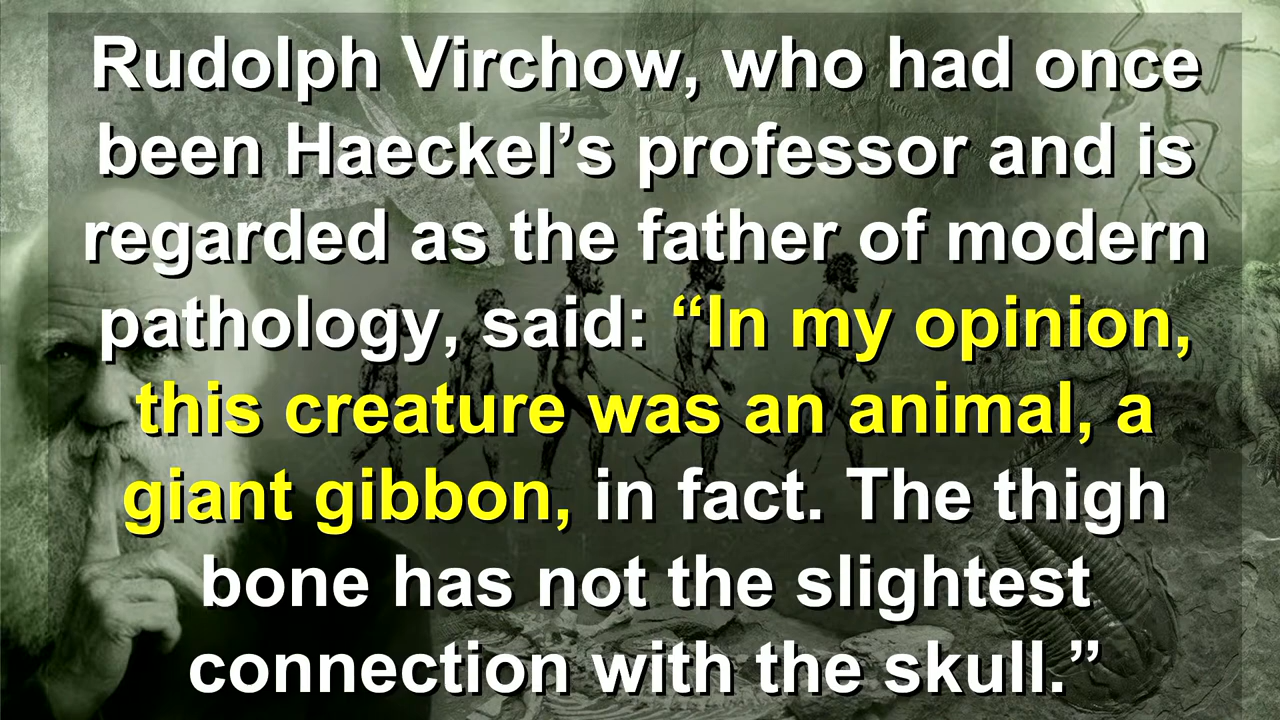 Rudolph Virchow, who had once
been Haeckel’s professor and is
regarded as the father of modern
pathology, said: “In my opinion,
this creature was an animal, a
giant gibbon, in fact. The thigh
bone has not the slightest
connection with the skull.”